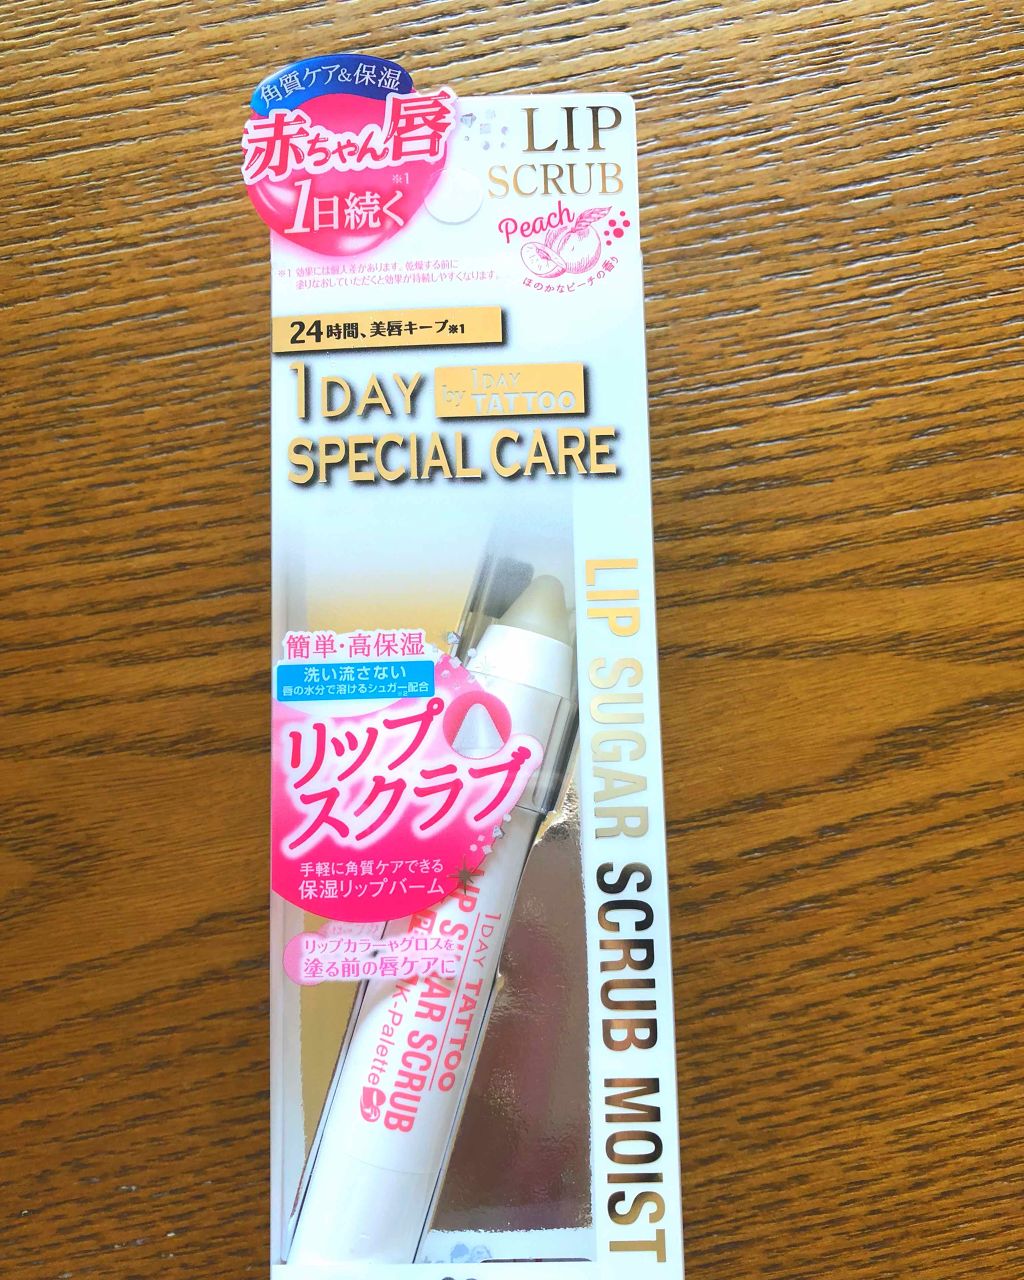 角質ケア&保湿
赤ちゃん唇
1日続く※1
※1 効果には個人差があります。乾燥する前に
塗りなおしていただくと効果が持続しやすくなります。
LIP
SCRUB
Peach
ほのかなピーチの香り
24時間、美唇キープ※1
1DAY by 1DAY TATTOO
SPECIAL CARE
簡単・高保湿
洗い流さない
唇の水分で溶けるシュガー※2配合
リップ
スクラブ
手軽に角質ケアできる
保湿リップバーム
リップカラーやグロスを
塗る前の唇ケアに
LIP SUGAR SCRUB MOIST
1DAY TATTOO
LIP SUGAR SCRUB
K-Palette